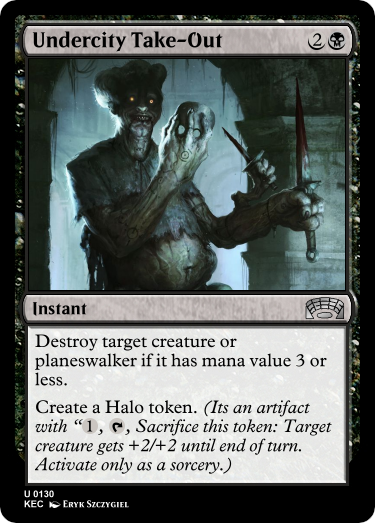 Undercity Take-Out 2
Instant
Destroy target creature or
planeswalker if it has mana value 3 or
less.
Create a Halo token. (Its an artifact
with “1, , Sacrifice this token: Target
creature gets +2/+2 until end of turn.
Activate only as a sorcery.)
U 0130
KEC Eryk Szczygiel